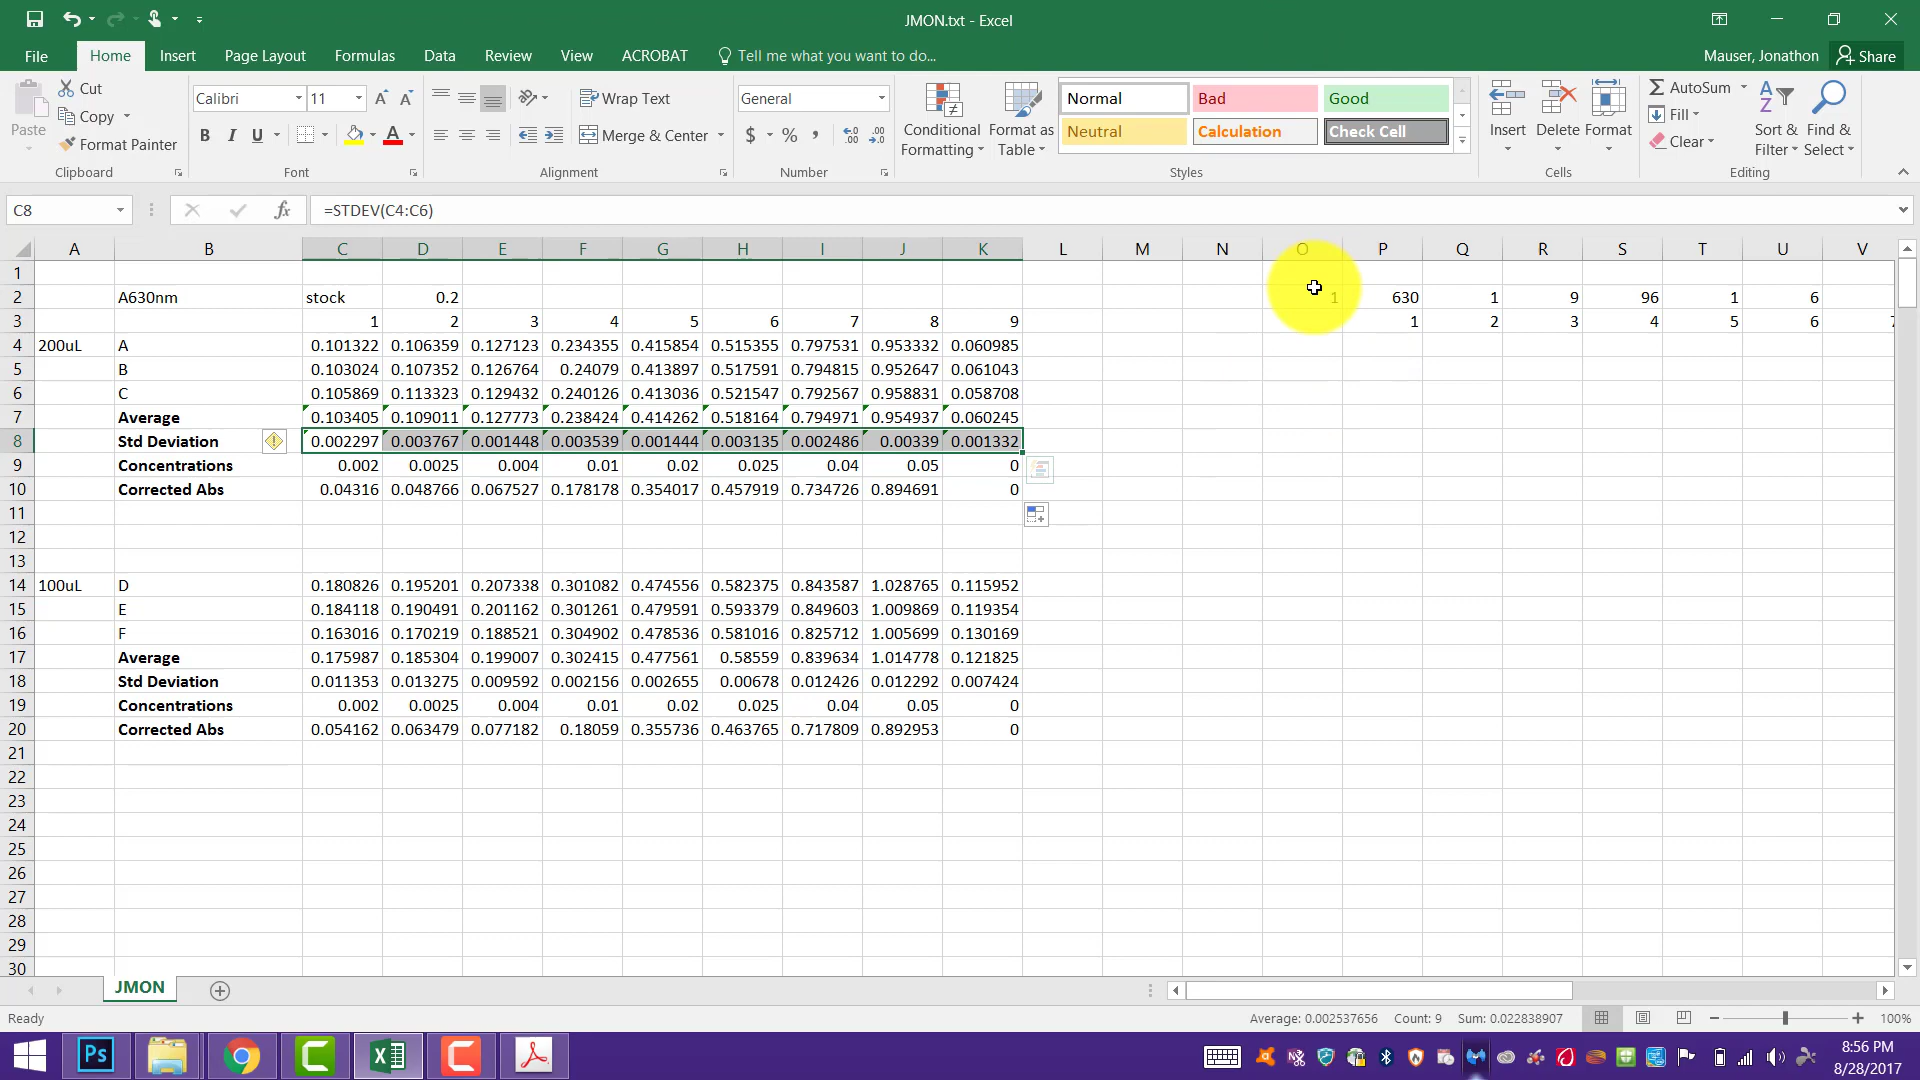 JMON.txt - Excel
File Home Insert Page Layout Formulas Data Review View ACROBAT Tell me what you want to do... Mauser, Jonathon Share
Paste Cut Copy Format Painter Clipboard
Calibri 11 B I U Font
Wrap Text Merge & Center Alignment
General $ % , Number
Conditional Formatting Format as Table
Normal Bad Good
Neutral Calculation Check Cell
Styles
Insert Delete Format Cells
AutoSum Fill Clear Sort & Filter Find & Select Editing
C8 fx =STDEV(C4:C6)
A B C D E F G H I J K L M N O P Q R S T U V
1
2 A630nm stock 0.2 1 630 1 9 96 1 6
3 1 2 3 4 5 6 7 8 9 1 2 3 4 5 6
4 200uL A 0.101322 0.106359 0.127123 0.234355 0.415854 0.515355 0.797531 0.953332 0.060985
5 B 0.103024 0.107352 0.126764 0.24079 0.413897 0.517591 0.794815 0.952647 0.061043
6 C 0.105869 0.113323 0.129432 0.240126 0.413036 0.521547 0.792567 0.958831 0.058708
7 Average 0.103405 0.109011 0.127773 0.238424 0.414262 0.518164 0.794971 0.954937 0.060245
8 Std Deviation 0.002297 0.003767 0.001448 0.003539 0.001444 0.003135 0.002486 0.00339 0.001332
9 Concentrations 0.002 0.0025 0.004 0.01 0.02 0.025 0.04 0.05 0
10 Corrected Abs 0.04316 0.048766 0.067527 0.178178 0.354017 0.457919 0.734726 0.894691 0
11
12
13
14 100uL D 0.180826 0.195201 0.207338 0.301082 0.474556 0.582375 0.843587 1.028765 0.115952
15 E 0.184118 0.190491 0.201162 0.301261 0.479591 0.593379 0.849603 1.009869 0.119354
16 F 0.163016 0.170219 0.188521 0.304902 0.478536 0.581016 0.825712 1.005699 0.130169
17 Average 0.175987 0.185304 0.199007 0.302415 0.477561 0.58559 0.839634 1.014778 0.121825
18 Std Deviation 0.011353 0.013275 0.009592 0.002156 0.002655 0.00678 0.012426 0.012292 0.007424
19 Concentrations 0.002 0.0025 0.004 0.01 0.02 0.025 0.04 0.05 0
20 Corrected Abs 0.054162 0.063479 0.077182 0.18059 0.355736 0.463765 0.717809 0.892953 0
21
22
23
24
25
26
27
28
29
30
JMON
Ready Average: 0.002537656 Count: 9 Sum: 0.022838907 100%
Ps
8:56 PM
8/28/2017